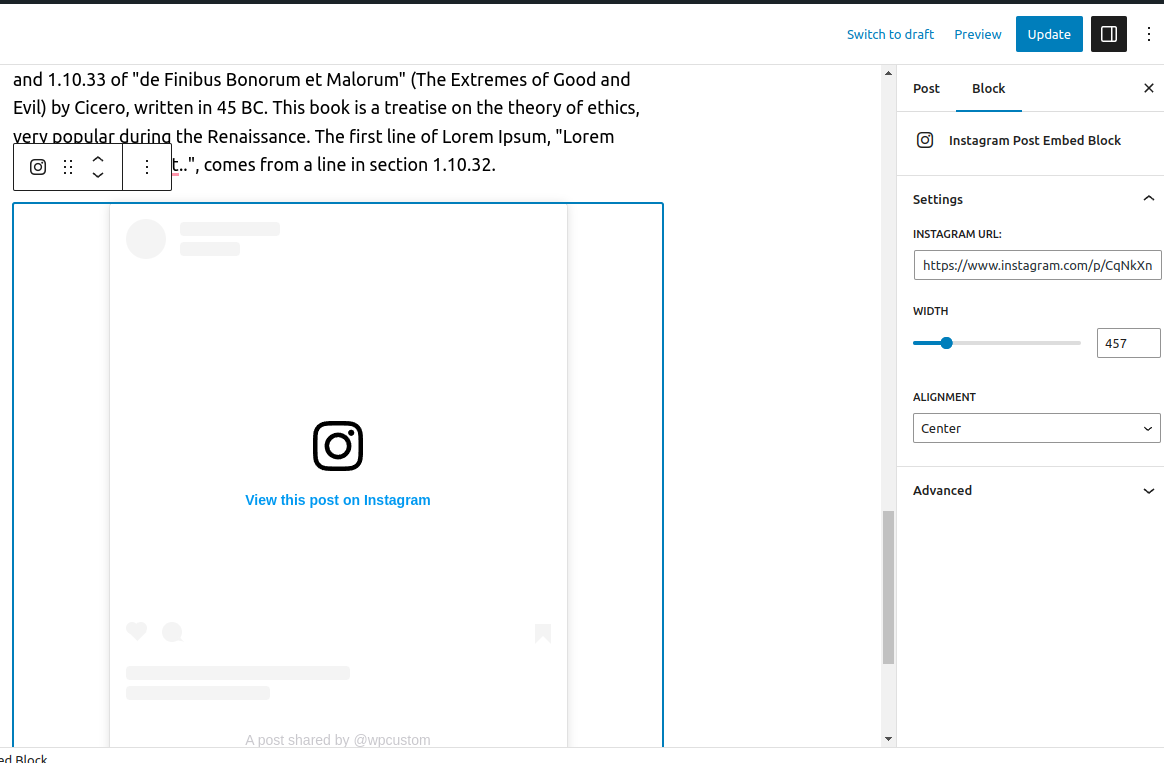 Switch to draft
Preview
Update
and 1.10.33 of "de Finibus Bonorum et Malorum" (The Extremes of Good and
Evil) by Cicero, written in 45 BC. This book is a treatise on the theory of ethics,
very popular during the Renaissance. The first line of Lorem Ipsum, "Lorem
t..", comes from a line in section 1.10.32.
View this post on Instagram
A post shared by @wpcustom
Post
Block
Instagram Post Embed Block
Settings
INSTAGRAM URL:
https://www.instagram.com/p/CqNkXn
WIDTH
457
ALIGNMENT
Center
Advanced
ed Block